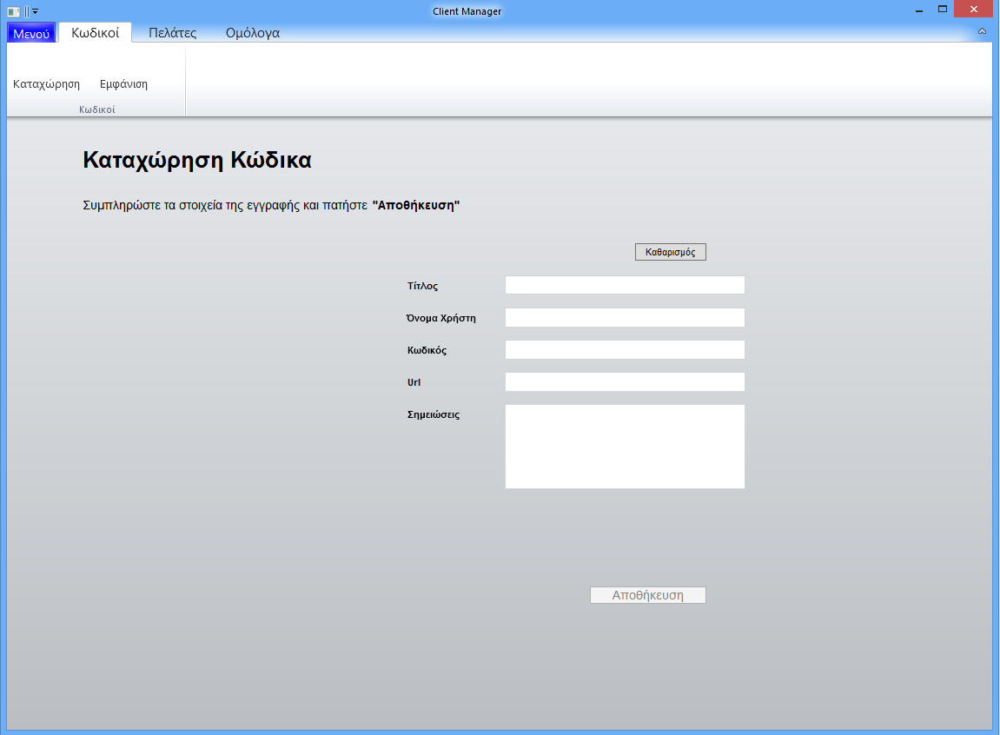 Client Manager
Μενού Κωδικοί Πελάτες Ομόλογα
Καταχώρηση Εμφάνιση
Κωδικοί
Καταχώρηση Κώδικα
Συμπληρώστε τα στοιχεία της εγγραφής και πατήστε "Αποθήκευση"
Καθαρισμός
Τίτλος
Όνομα Χρήστη
Κωδικός
Url
Σημειώσεις
Αποθήκευση